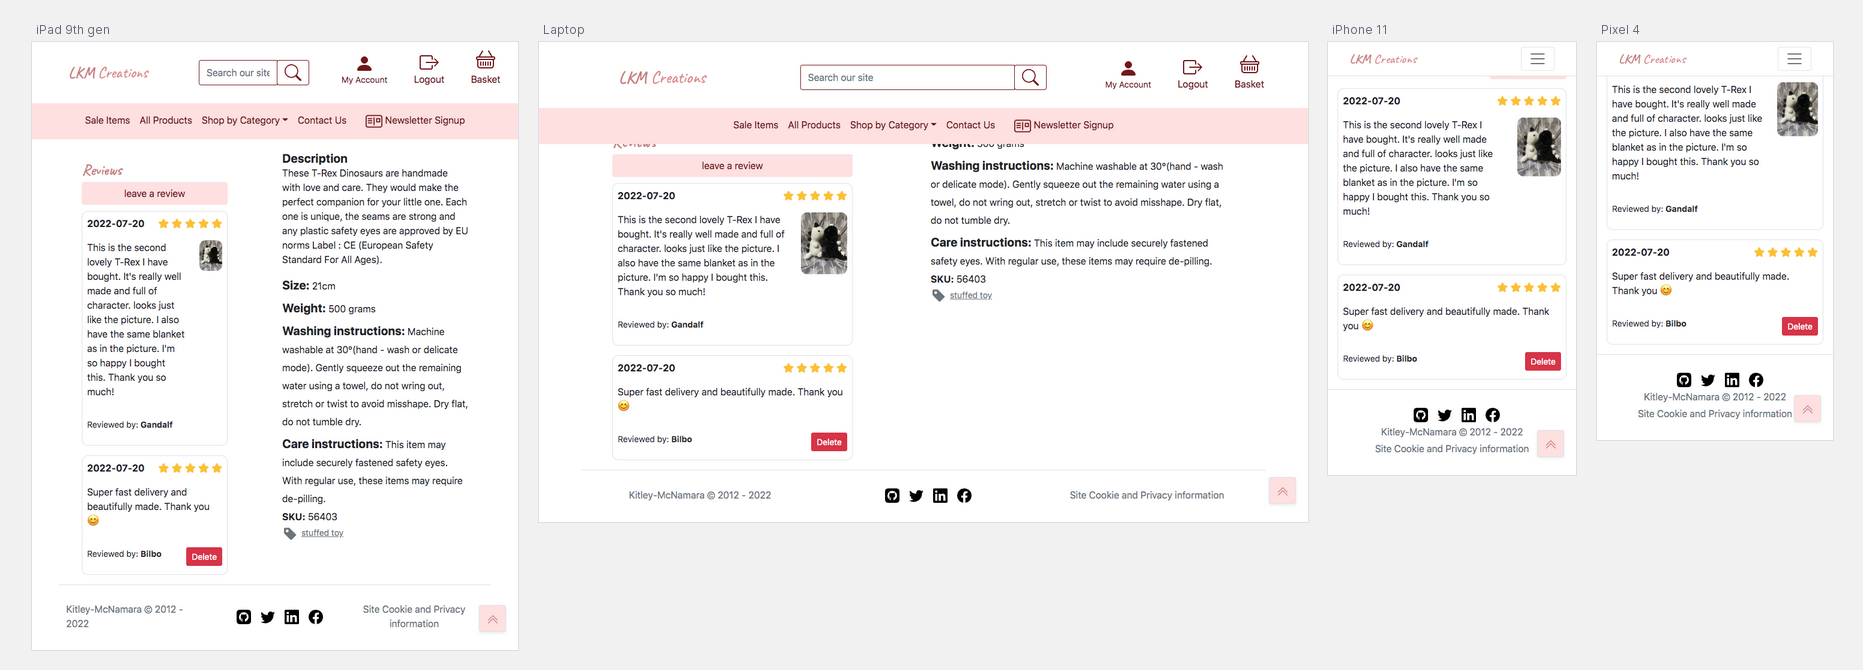 iPad 9th gen
LKM Creations
Search our site
My Account
Logout
Basket
Sale Items
All Products
Shop by Category
Contact Us
Newsletter Signup
Reviews
leave a review
2022-07-20
This is the second
lovely T-Rex I have
bought. It's really well
made and full of
character. looks just
like the picture. I also
have the same blanket
as in the picture. I'm
so happy I bought
this. Thank you so
much!
Reviewed by: Gandalf
2022-07-20
Super fast delivery and
beautifully made. Thank you
😊
Reviewed by: Bilbo
Delete
Description
These T-Rex Dinosaurs are handmade
with love and care. They would make the
perfect companion for your little one. Each
one is unique, the seams are strong and
any plastic safety eyes are approved by EU
norms Label : CE (European Safety
Standard For All Ages).
Size: 21cm
Weight: 500 grams
Washing instructions: Machine
washable at 30°(hand - wash or delicate
mode). Gently squeeze out the remaining
water using a towel, do not wring out,
stretch or twist to avoid misshape. Dry flat,
do not tumble dry.
Care instructions: This item may
include securely fastened safety eyes.
With regular use, these items may require
de-pilling.
SKU: 56403
stuffed toy
Kitley-McNamara © 2012 -
2022
Site Cookie and Privacy
information
Laptop
LKM Creations
Search our site
My Account
Logout
Basket
Sale Items
All Products
Shop by Category
Contact Us
Newsletter Signup
Reviews
leave a review
2022-07-20
This is the second lovely T-Rex I have
bought. It's really well made and full of
character. looks just like the picture. I
also have the same blanket as in the
picture. I'm so happy I bought this.
Thank you so much!
Reviewed by: Gandalf
2022-07-20
Super fast delivery and beautifully made. Thank you
😊
Reviewed by: Bilbo
Delete
Weight: 500 grams
Washing instructions: Machine washable at 30°(hand - wash
or delicate mode). Gently squeeze out the remaining water using a
towel, do not wring out, stretch or twist to avoid misshape. Dry flat,
do not tumble dry.
Care instructions: This item may include securely fastened
safety eyes. With regular use, these items may require de-pilling.
SKU: 56403
stuffed toy
Kitley-McNamara © 2012 - 2022
Site Cookie and Privacy information
iPhone 11
LKM Creations
2022-07-20
This is the second lovely T-Rex I
have bought. It's really well made
and full of character. looks just like
the picture. I also have the same
blanket as in the picture. I'm so
happy I bought this. Thank you so
much!
Reviewed by: Gandalf
2022-07-20
Super fast delivery and beautifully made. Thank
you 😊
Reviewed by: Bilbo
Delete
Kitley-McNamara © 2012 - 2022
Site Cookie and Privacy information
Pixel 4
LKM Creations
This is the second lovely T-Rex I
have bought. It's really well made
and full of character. looks just like
the picture. I also have the same
blanket as in the picture. I'm so
happy I bought this. Thank you so
much!
Reviewed by: Gandalf
2022-07-20
Super fast delivery and beautifully made.
Thank you 😊
Reviewed by: Bilbo
Delete
Kitley-McNamara © 2012 - 2022
Site Cookie and Privacy information